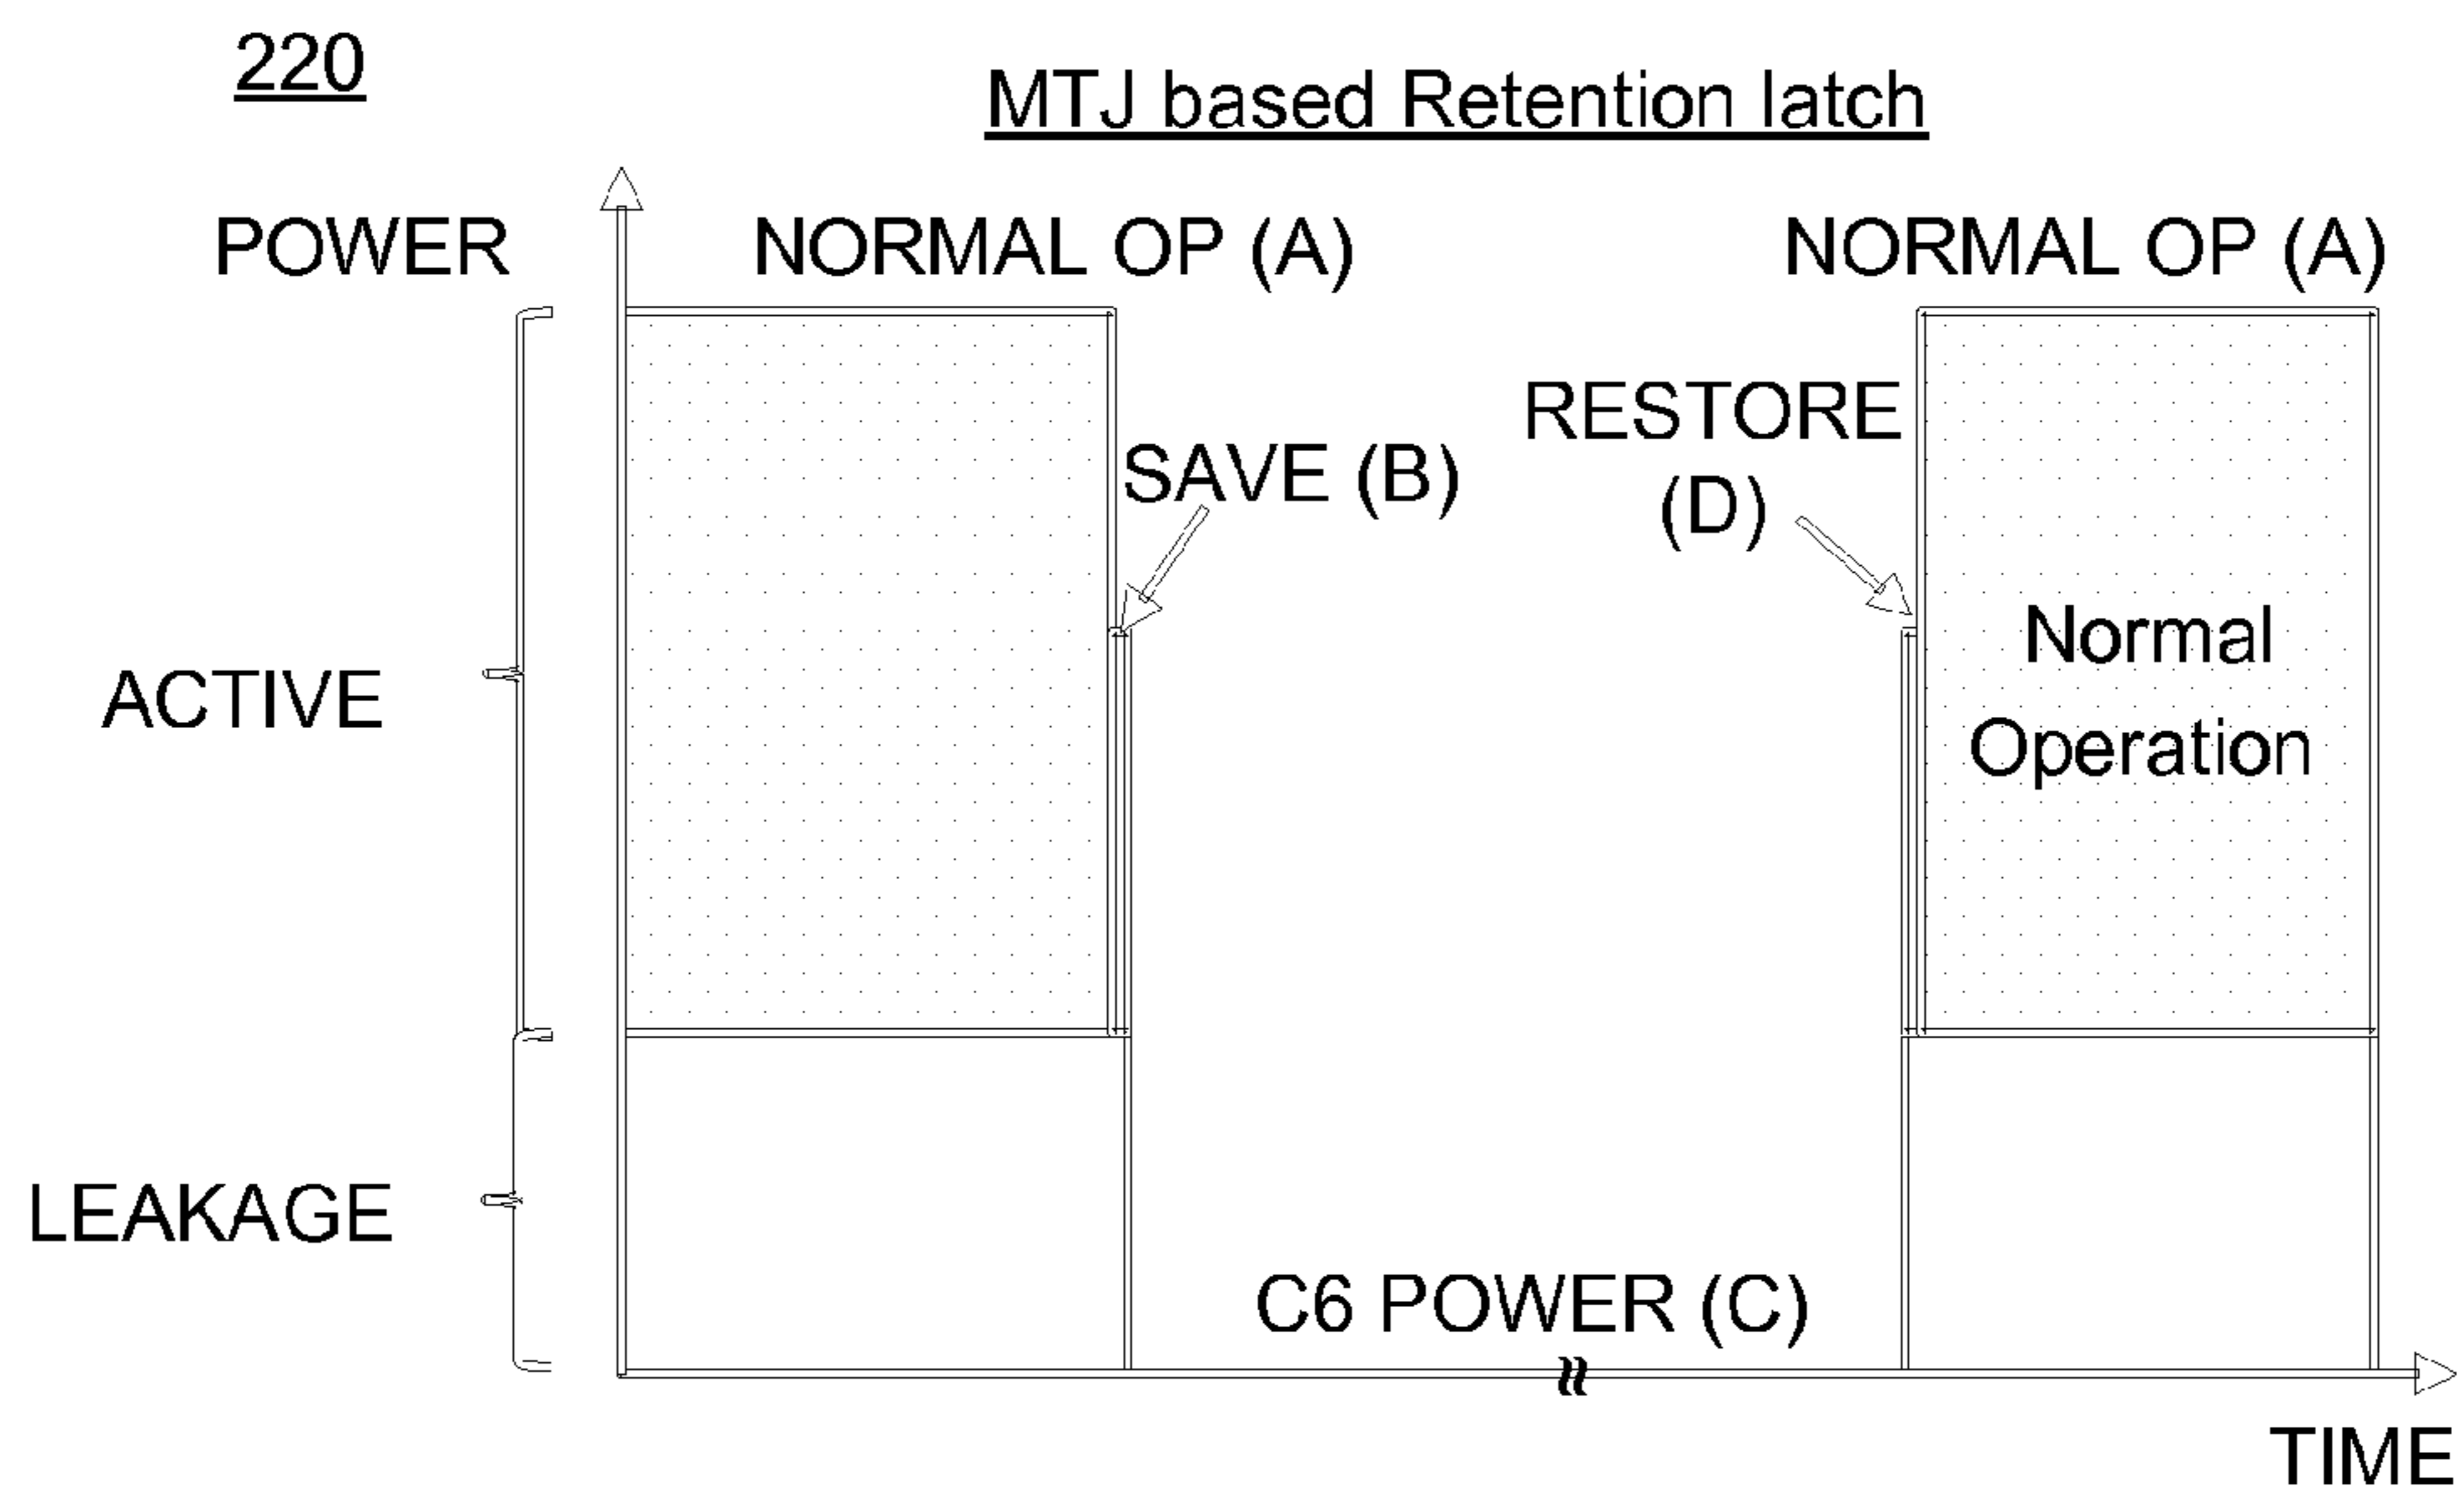 220
MTJ based Retention latch
POWER
NORMAL OP (A)
NORMAL OP (A)
RESTORE
(D)
SAVE (B)
Normal
Operation
ACTIVE
LEAKAGE
C6 POWER (C)
TIME